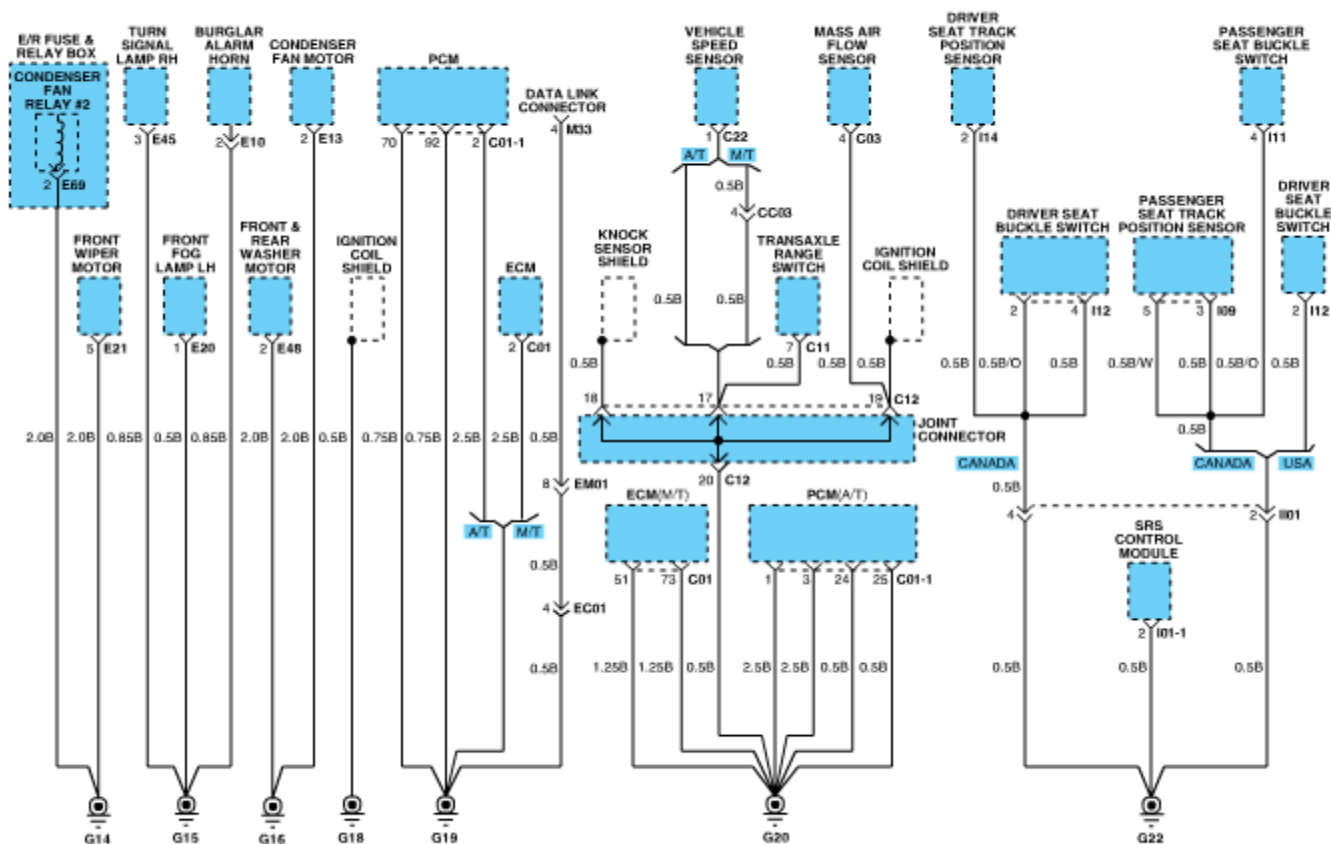 E/R FUSE &
RELAY BOX
CONDENSER
FAN
RELAY #2
2 E69
TURN
SIGNAL
LAMP RH
3 E45
BURGLAR
ALARM
HORN
2 E10
CONDENSER
FAN MOTOR
2 E13
PCM
70 92 2 C01-1
DATA LINK
CONNECTOR
4 M33
VEHICLE
SPEED
SENSOR
1 C22
A/T M/T
0.5B
4 CC03
MASS AIR
FLOW
SENSOR
4 C03
DRIVER
SEAT TRACK
POSITION
SENSOR
2 I14
PASSENGER
SEAT BUCKLE
SWITCH
4 I11
FRONT
WIPER
MOTOR
5 E21
FRONT
FOG
LAMP LH
1 E20
FRONT &
REAR
WASHER
MOTOR
2 E48
IGNITION
COIL
SHIELD
ECM
2 C01
KNOCK
SENSOR
SHIELD
0.5B 0.5B
TRANSAXLE
RANGE
SWITCH
7 C11
IGNITION
COIL SHIELD
DRIVER SEAT
BUCKLE SWITCH
2 4 I12
PASSENGER
SEAT TRACK
POSITION SENSOR
5 3 I09
DRIVER
SEAT
BUCKLE
SWITCH
2 I12
0.5B 0.5B 0.5B 0.5B 0.5B 0.5B/O 0.5B 0.5B/W 0.5B 0.5B/O 0.5B
18 17 19 C12
JOINT
CONNECTOR
20 C12
0.5B
CANADA
CANADA USA
2.0B 2.0B 0.85B 0.5B 0.85B 2.0B 2.0B 0.5B 0.75B 0.75B 2.5B 2.5B 0.5B
8 EM01
A/T M/T
0.5B
4 EC01
0.5B
ECM(M/T)
51 73 C01
PCM(A/T)
1 3 24 25 C01-1
0.5B
4 2 II01
SRS
CONTROL
MODULE
2 I01-1
1.25B 1.25B 0.5B 2.5B 2.5B 0.5B 0.5B 0.5B 0.5B 0.5B
G14 G15 G16 G18 G19 G20 G22